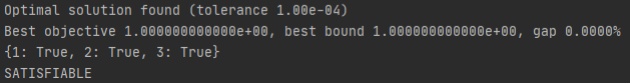 Optimal solution found (tolerance 1.00e-04)
Best objective 1.000000000000e+00, best bound 1.000000000000e+00, gap 0.0000%
{1: True, 2: True, 3: True}
SATISFIABLE